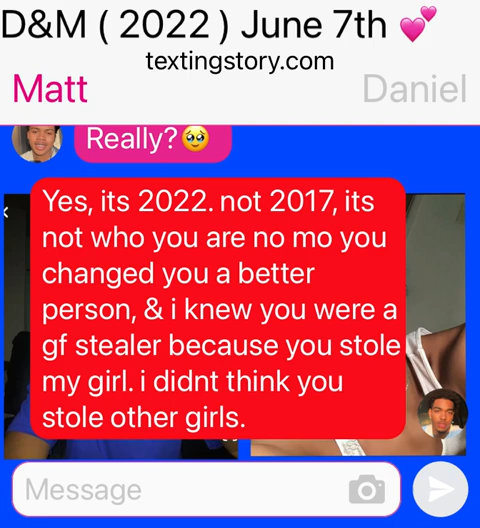 D&M ( 2022 ) June 7th 💕
textingstory.com
Matt
Daniel
Really?🥹
Yes, its 2022. not 2017, its
not who you are no mo you
changed you a better
person, & i knew you were a
gf stealer because you stole
my girl. i didnt think you
stole other girls.
Message